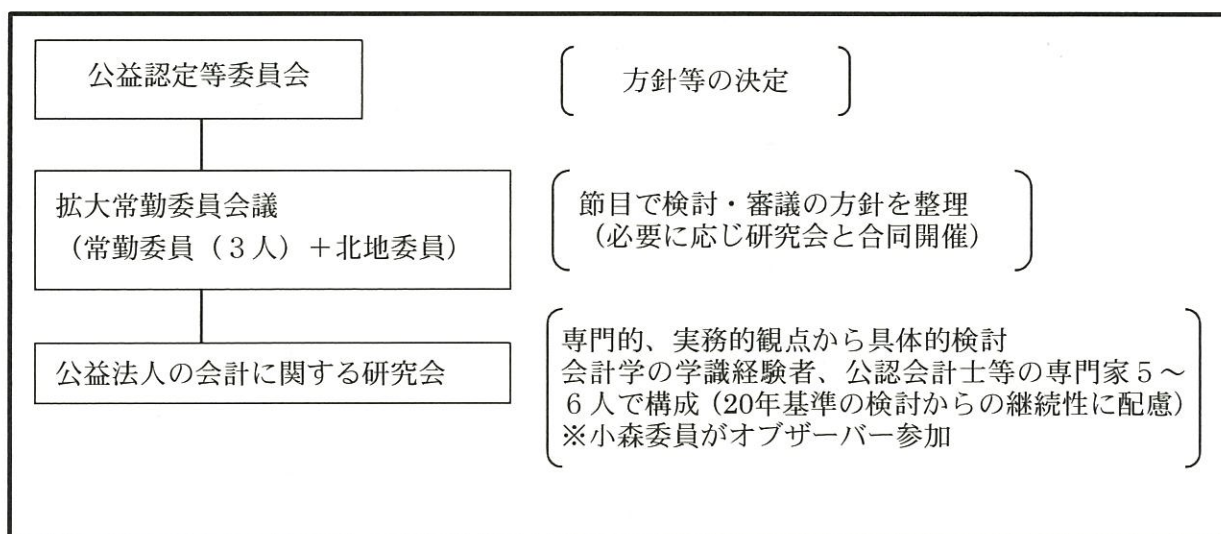 公益認定等委員会
方針等の決定
拡大常勤委員会議
（常勤委員（３人）＋北地委員）
節目で検討・審議の方針を整理
（必要に応じ研究会と合同開催）
公益法人の会計に関する研究会
専門的、実務的観点から具体的検討
会計学の学識経験者、公認会計士等の専門家５～
６人で構成（20年基準の検討からの継続性に配慮）
※小森委員がオブザーバー参加